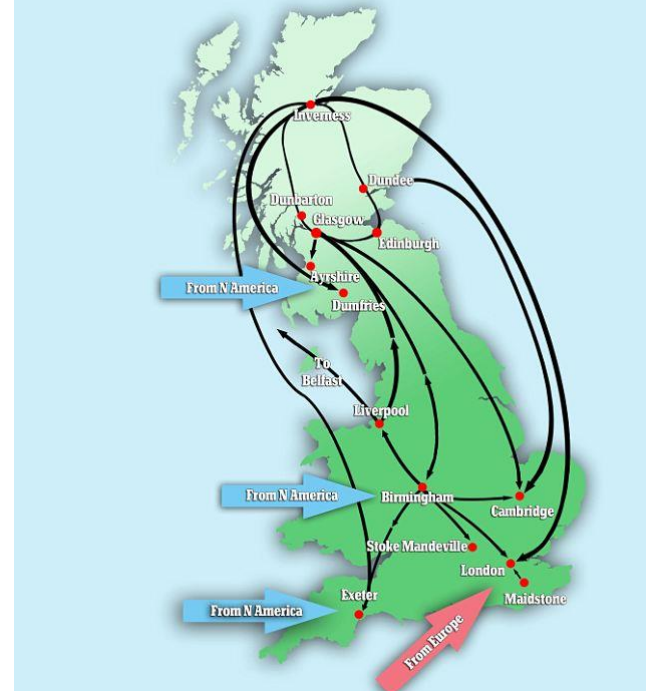 Inverness
Dundee
Dunbarton
Glasgow
Edinburgh
Ayrshire
From N America
Dumfries
To
Belfast
Liverpool
From N America
Birmingham
Cambridge
Stoke Mandeville
London
Exeter
Maidstone
From N America
From Europe